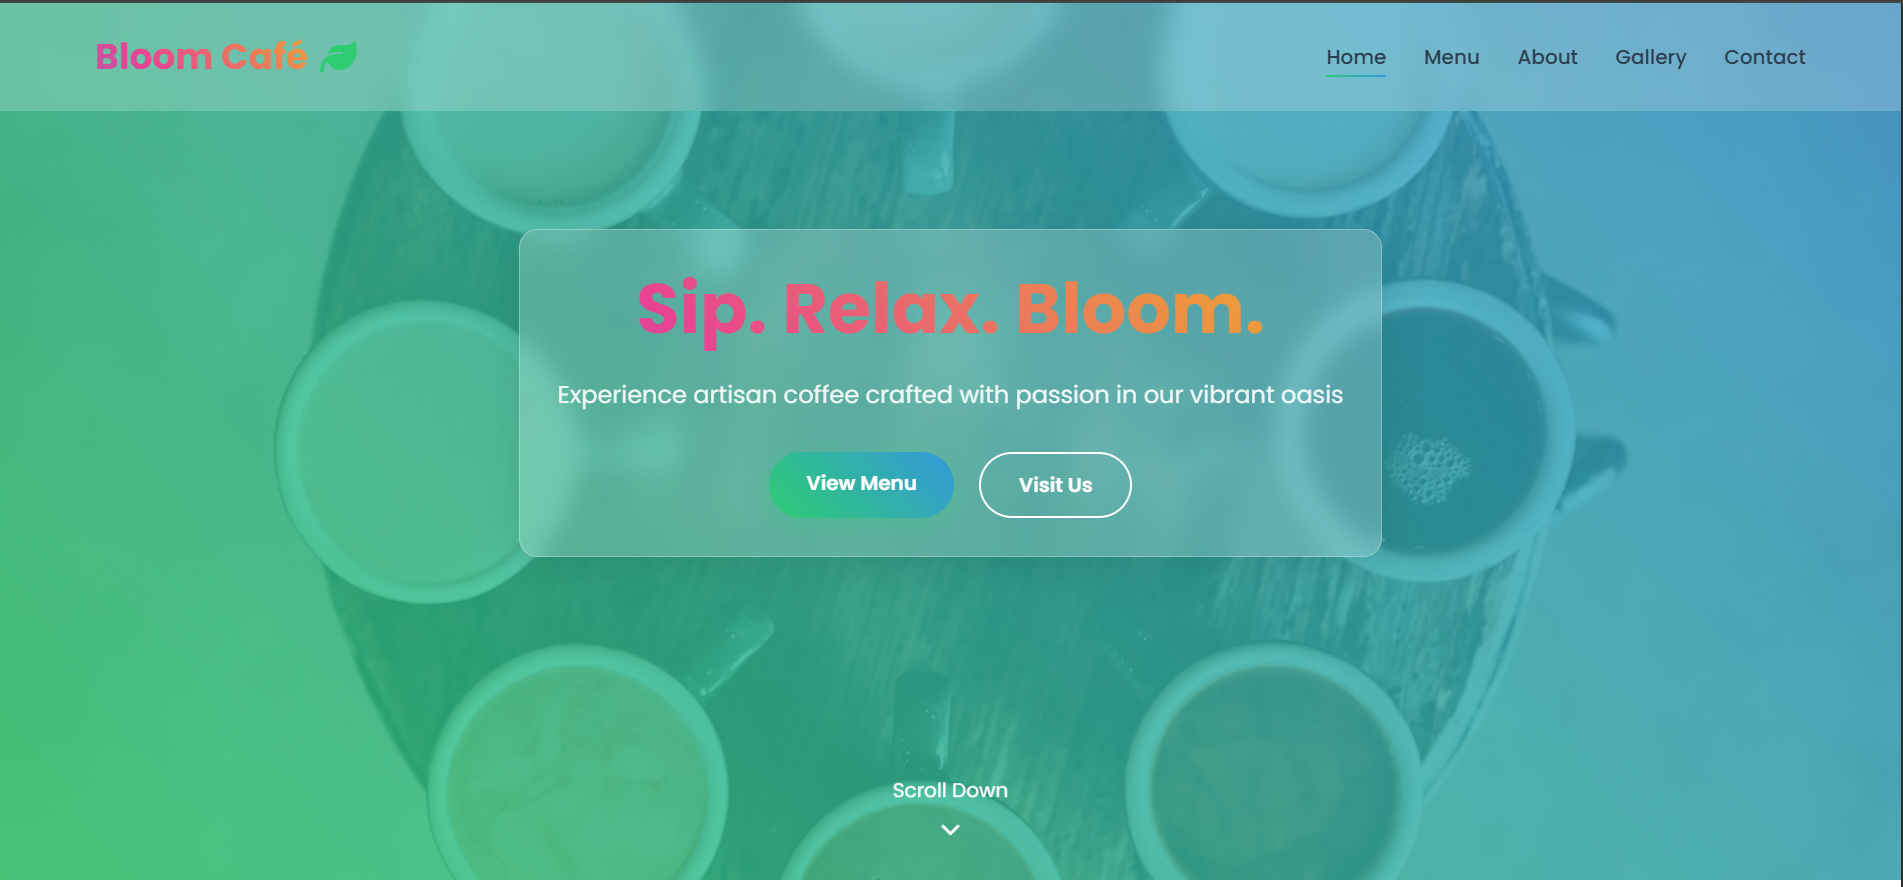 Bloom Café
Home Menu About Gallery Contact
Sip. Relax. Bloom.
Experience artisan coffee crafted with passion in our vibrant oasis
View Menu Visit Us
Scroll Down